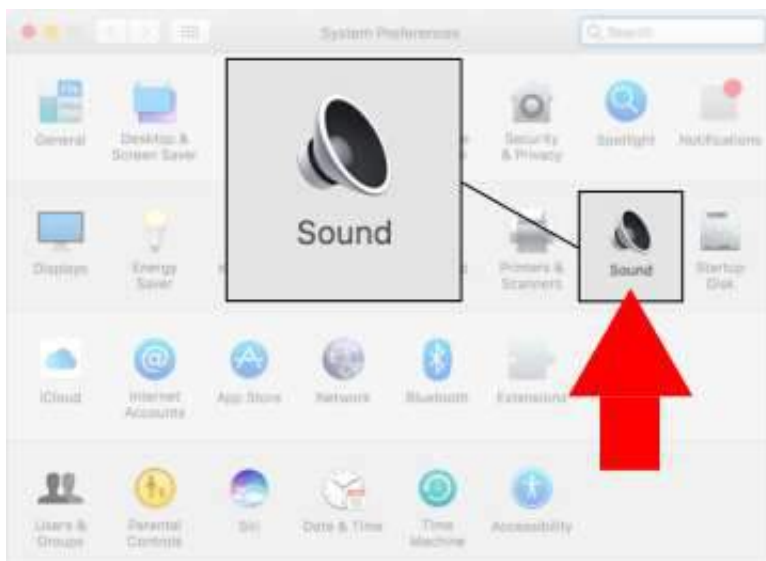 System Preferences
Search
General
Desktop &
Screen Saver
Security
& Privacy
Spotlight
Notifications
Sound
Displays
Energy
Saver
Printers &
Scanners
Sound
Startup
Disk
iCloud
Internet
Accounts
App Store
Network
Bluetooth
Extensions
Users &
Groups
Parental
Controls
Siri
Date & Time
Time
Machine
Accessibility